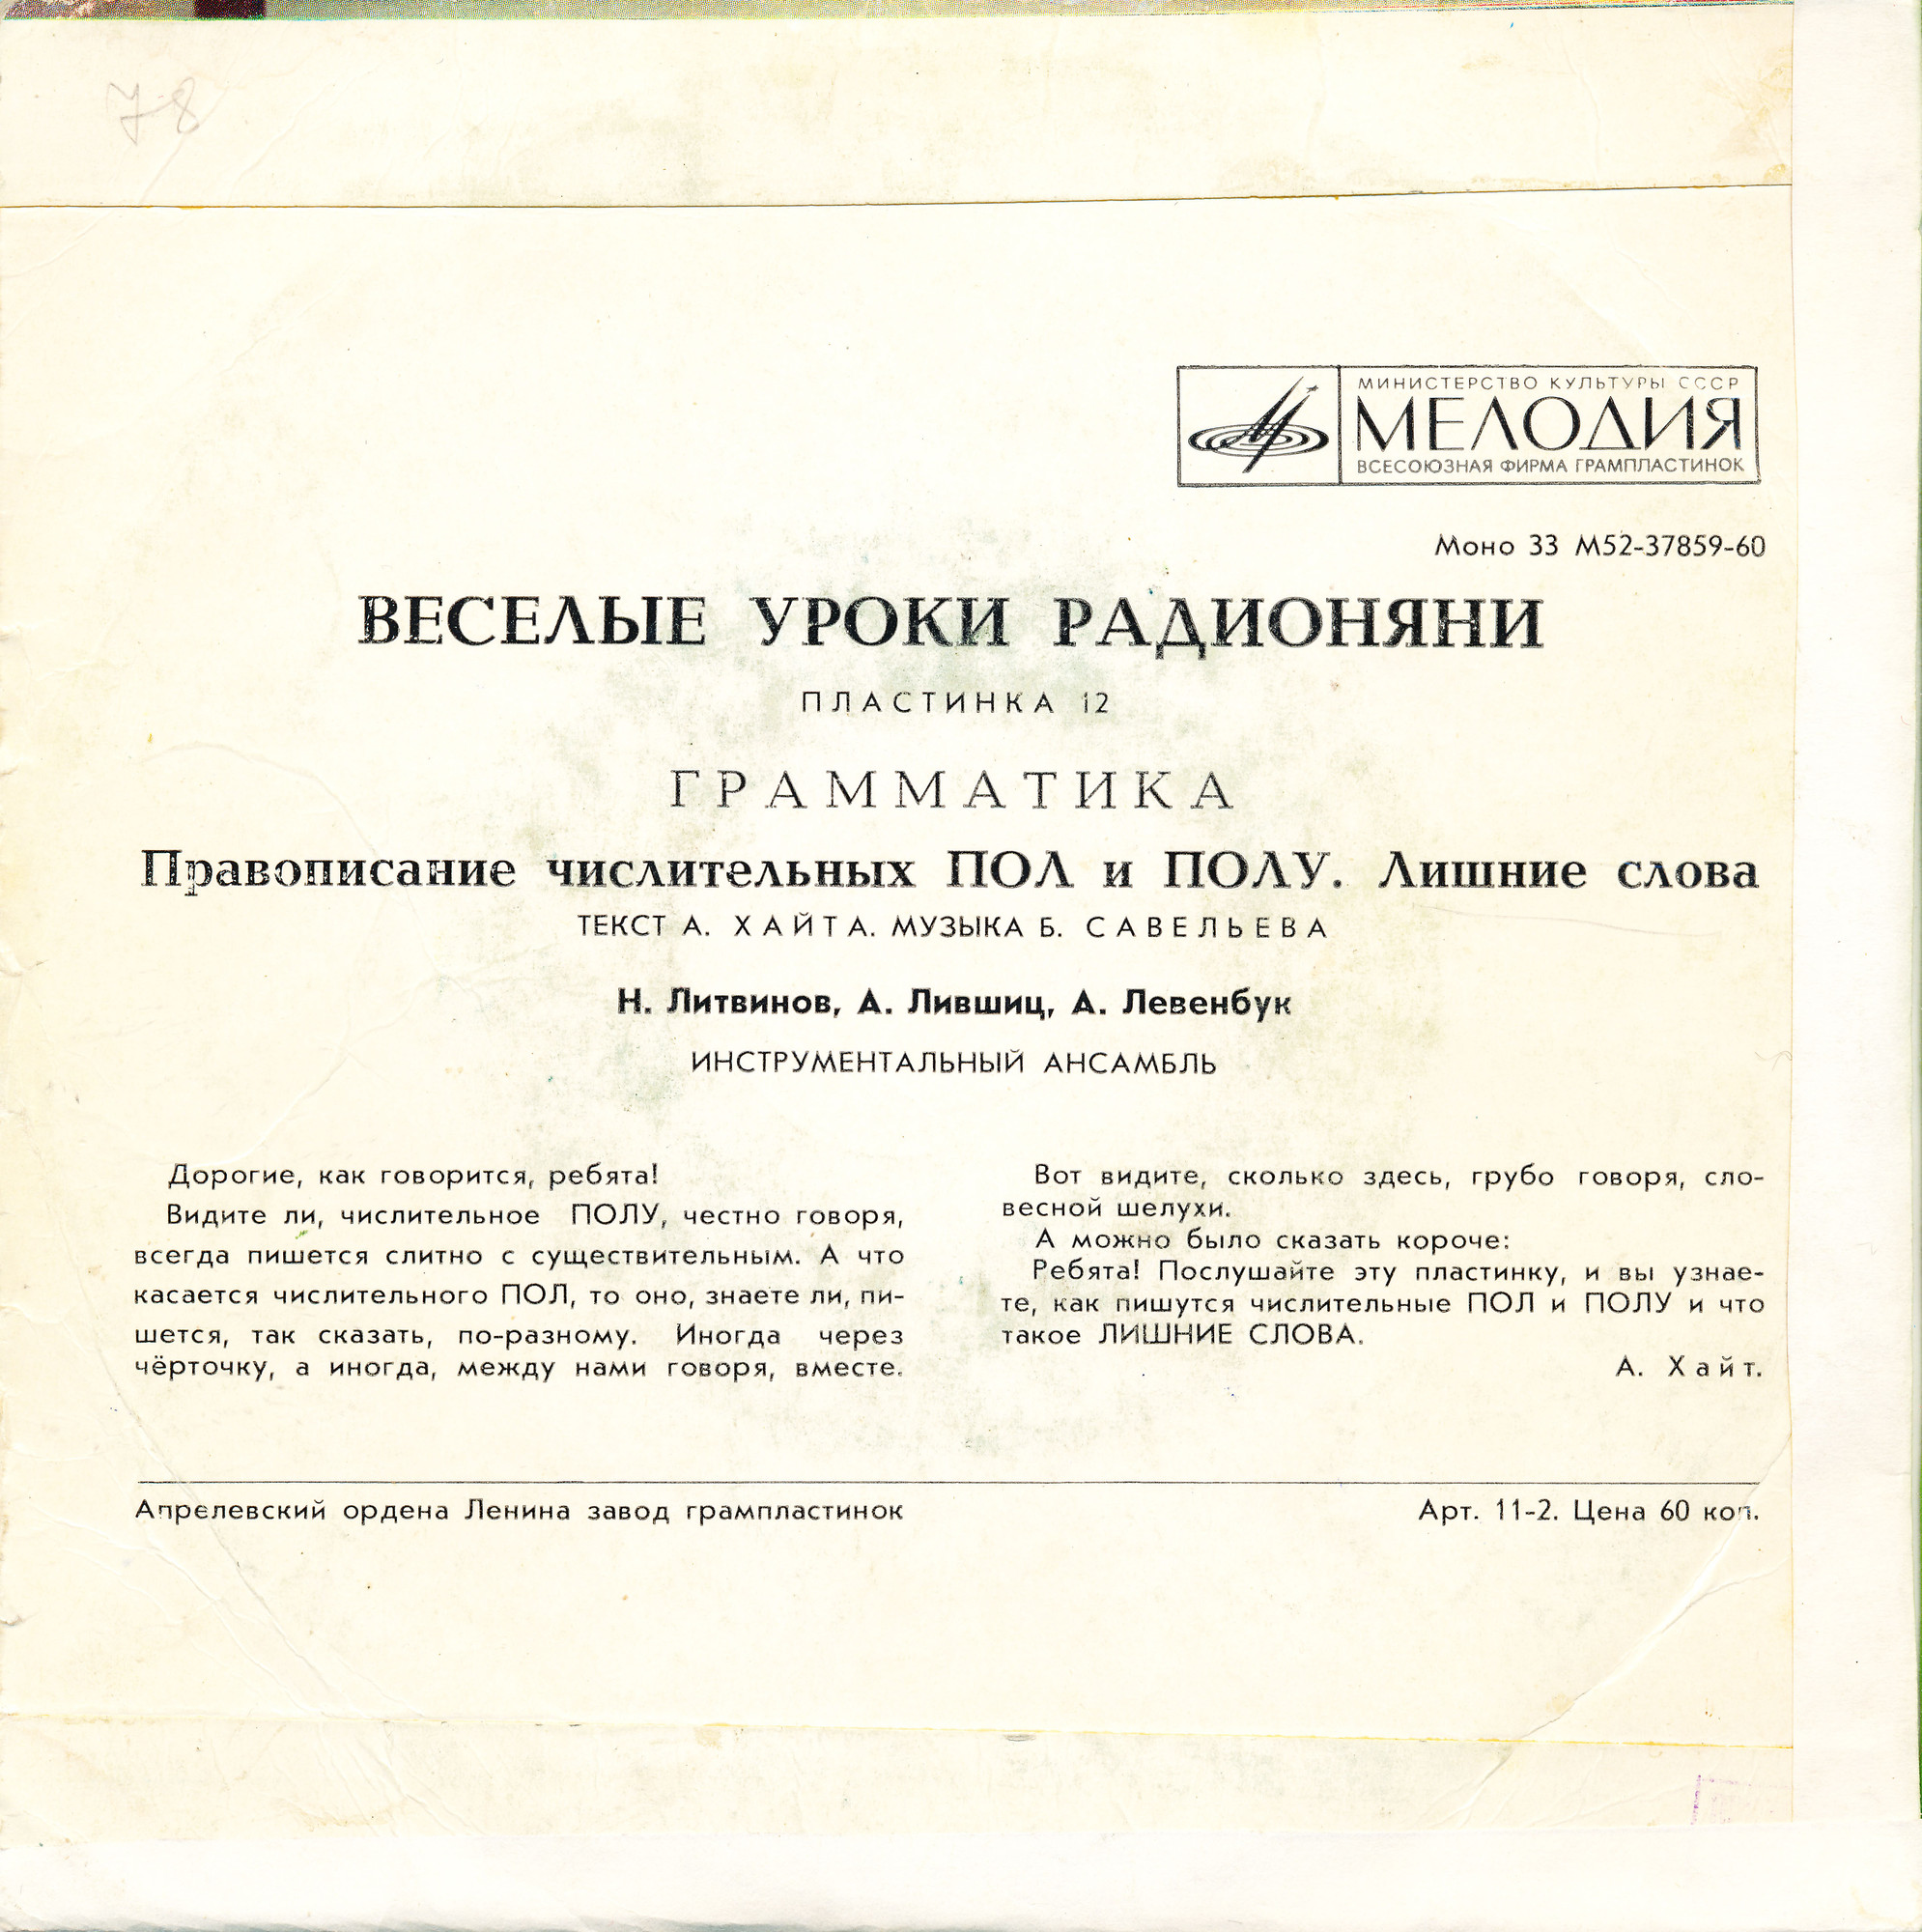 78
МИНИСТЕРСТВО КУЛЬТУРЫ СССР
МЕЛОДИЯ
ВСЕСОЮЗНАЯ ФИРМА ГРАМПЛАСТИНОК
Моно 33 М52-37859-60
ВЕСЕЛЫЕ УРОКИ РАДИОНЯНИ
ПЛАСТИНКА 12
ГРАММАТИКА
Правописание числительных ПОЛ и ПОЛУ. Лишние слова
ТЕКСТ А. ХАЙТА. МУЗЫКА Б. САВЕЛЬЕВА
Н. Литвинов, А. Лившиц, А. Левенбук
ИНСТРУМЕНТАЛЬНЫЙ АНСАМБЛЬ
Дорогие, как говорится, ребята!
Видите ли, числительное ПОЛУ, честно говоря,
всегда пишется слитно с существительным. А что
касается числительного ПОЛ, то оно, знаете ли, пи-
шется, так сказать, по-разному. Иногда через
чёрточку, а иногда, между нами говоря, вместе.
Вот видите, сколько здесь, грубо говоря, сло-
весной шелухи.
А можно было сказать короче:
Ребята! Послушайте эту пластинку, и вы узнае-
те, как пишутся числительные ПОЛ и ПОЛУ и что
такое ЛИШНИЕ СЛОВА.
А. Хайт.
Апрелевский ордена Ленина завод грампластинок
Арт. 11-2. Цена 60 коп.